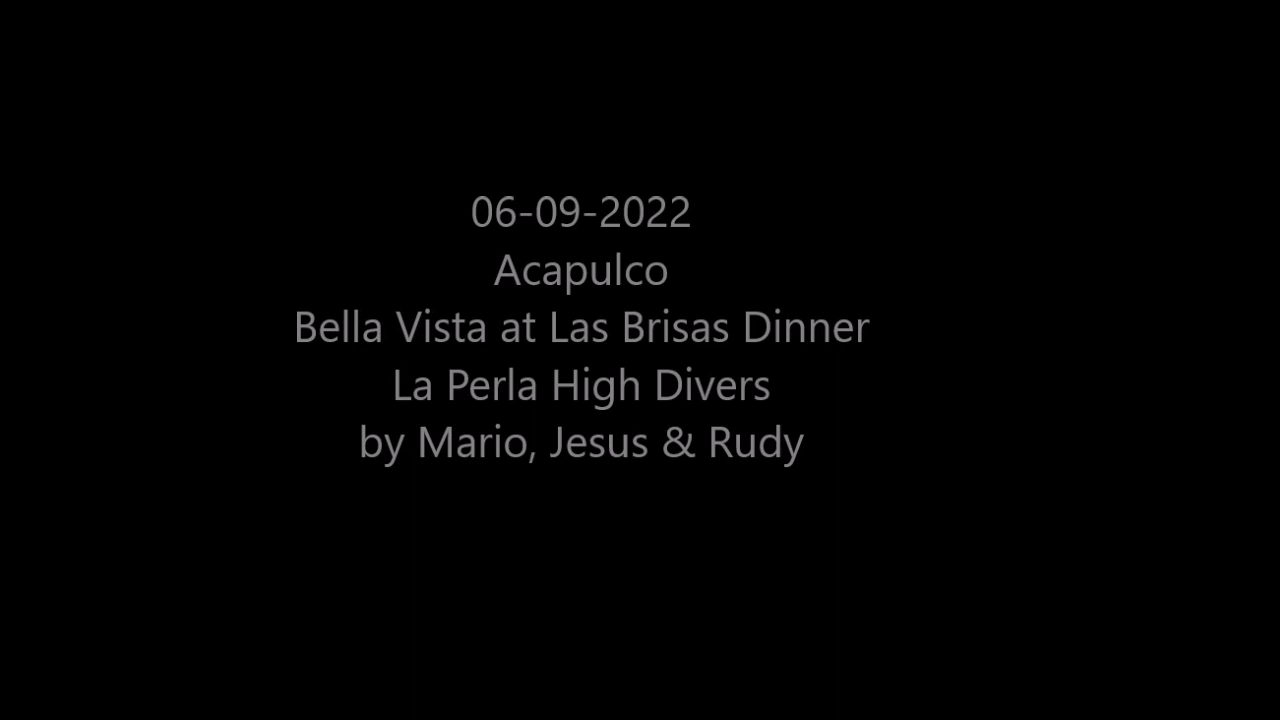 06-09-2022
Acapulco
Bella Vista at Las Brisas Dinner
La Perla High Divers
by Mario, Jesus & Rudy